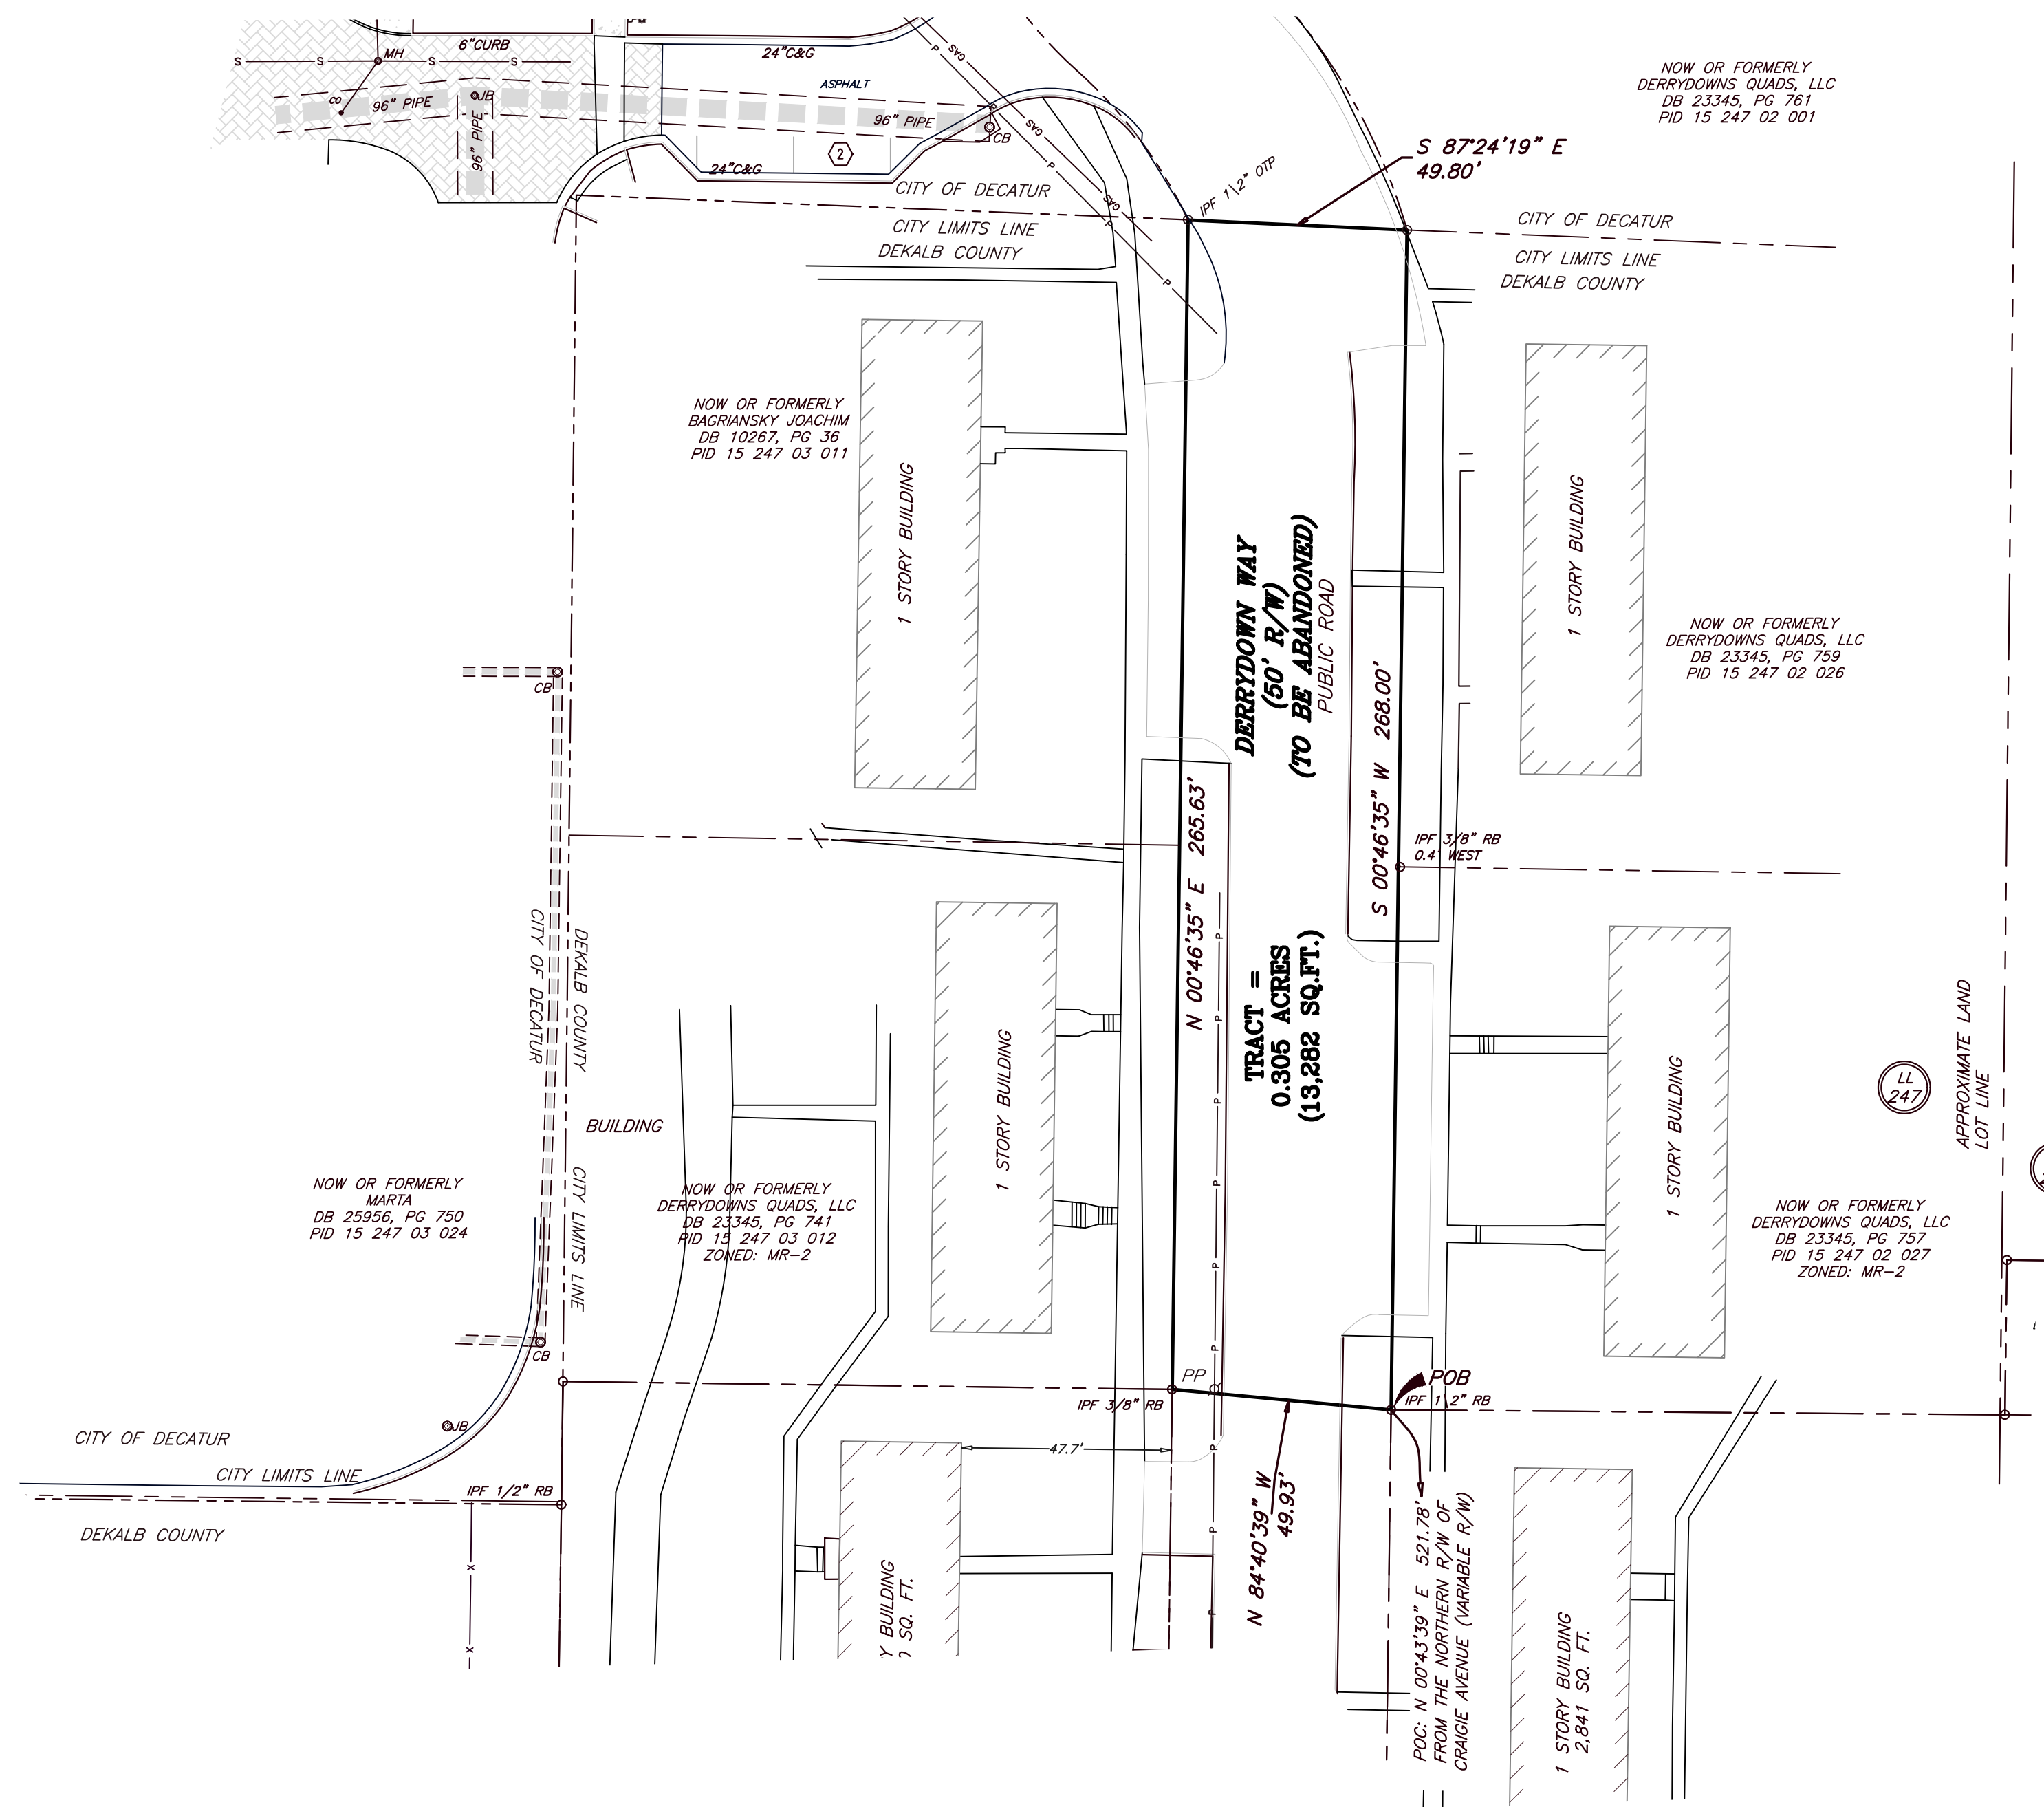 6"CURB
MH
S S S S
CO
96" PIPE
JB
96" PIPE
24"C&G
ASPHALT
96" PIPE
CB
2
24"C&G
P
GAS
P
GAS
P
GAS
P
P
IPF 1\2" OTP
S 87°24'19" E
49.80'
NOW OR FORMERLY
DERRYDOWNS QUADS, LLC
DB 23345, PG 761
PID 15 247 02 001
CITY OF DECATUR
CITY LIMITS LINE
DEKALB COUNTY
CITY OF DECATUR
CITY LIMITS LINE
DEKALB COUNTY
NOW OR FORMERLY
BAGRIANSKY JOACHIM
DB 10267, PG 36
PID 15 247 03 011
1 STORY BUILDING
DERRYDOWN WAY
(50' R/W)
(TO BE ABANDONED)
PUBLIC ROAD
1 STORY BUILDING
NOW OR FORMERLY
DERRYDOWNS QUADS, LLC
DB 23345, PG 759
PID 15 247 02 026
CB
N 00°46'35" E 265.63'
S 00°46'35" W 268.00'
IPF 3/8" RB
0.4' WEST
CITY OF DECATUR
DEKALB COUNTY
CITY LIMITS LINE
TRACT =
0.305 ACRES
(13,282 SQ.FT.)
P
P
P
P
P
P
P
P
1 STORY BUILDING
1 STORY BUILDING
LL
247
APPROXIMATE LAND
LOT LINE
BUILDING
NOW OR FORMERLY
MARTA
DB 25956, PG 750
PID 15 247 03 024
NOW OR FORMERLY
DERRYDOWNS QUADS, LLC
DB 23345, PG 741
PID 15 247 03 012
ZONED: MR-2
NOW OR FORMERLY
DERRYDOWNS QUADS, LLC
DB 23345, PG 757
PID 15 247 02 027
ZONED: MR-2
CB
PP
POB
IPF 3/8" RB
IPF 1\2" RB
JB
CITY OF DECATUR
CITY LIMITS LINE
IPF 1/2" RB
DEKALB COUNTY
X
X
47.7'
N 84°40'39" W
49.93'
P
P
P
POC: N 00°43'39" E 521.78'
FROM THE NORTHERN R/W OF
CRAIGIE AVENUE (VARIABLE R/W)
Y BUILDING
SQ. FT.
1 STORY BUILDING
2,841 SQ. FT.